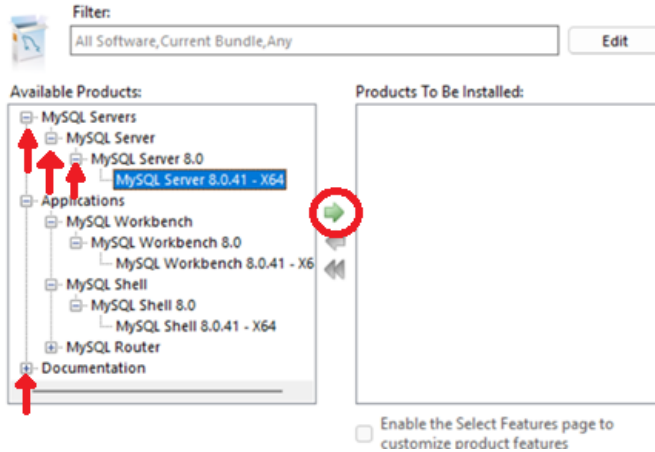 Filter:
All Software,Current Bundle,Any
Edit
Available Products:
Products To Be Installed:
MySQL Servers
MySQL Server
MySQL Server 8.0
MySQL Server 8.0.41 - X64
Applications
MySQL Workbench
MySQL Workbench 8.0
MySQL Workbench 8.0.41 - X6
MySQL Shell
MySQL Shell 8.0
MySQL Shell 8.0.41 - X64
MySQL Router
Documentation
Enable the Select Features page to
customize product features